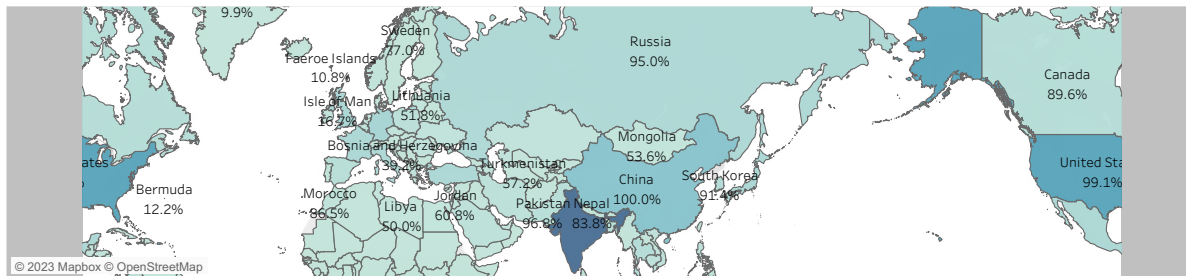 9.9%
Sweden
77.0%
Russia
95.0%
Faeroe Islands
10.8%
Canada
89.6%
Isle of Man
16.7%
Lithuania
51.8%
Bosnia and Herzegovina
39.2%
Mongolia
53.6%
Turkmenistan
57.2%
China
100.0%
South Korea
91.4%
ates
United Sta
99.1%
Bermuda
12.2%
Morocco
86.5%
Libya
50.0%
Jordan
60.8%
Pakistan
96.8%
Nepal
83.8%
© 2023 Mapbox © OpenStreetMap